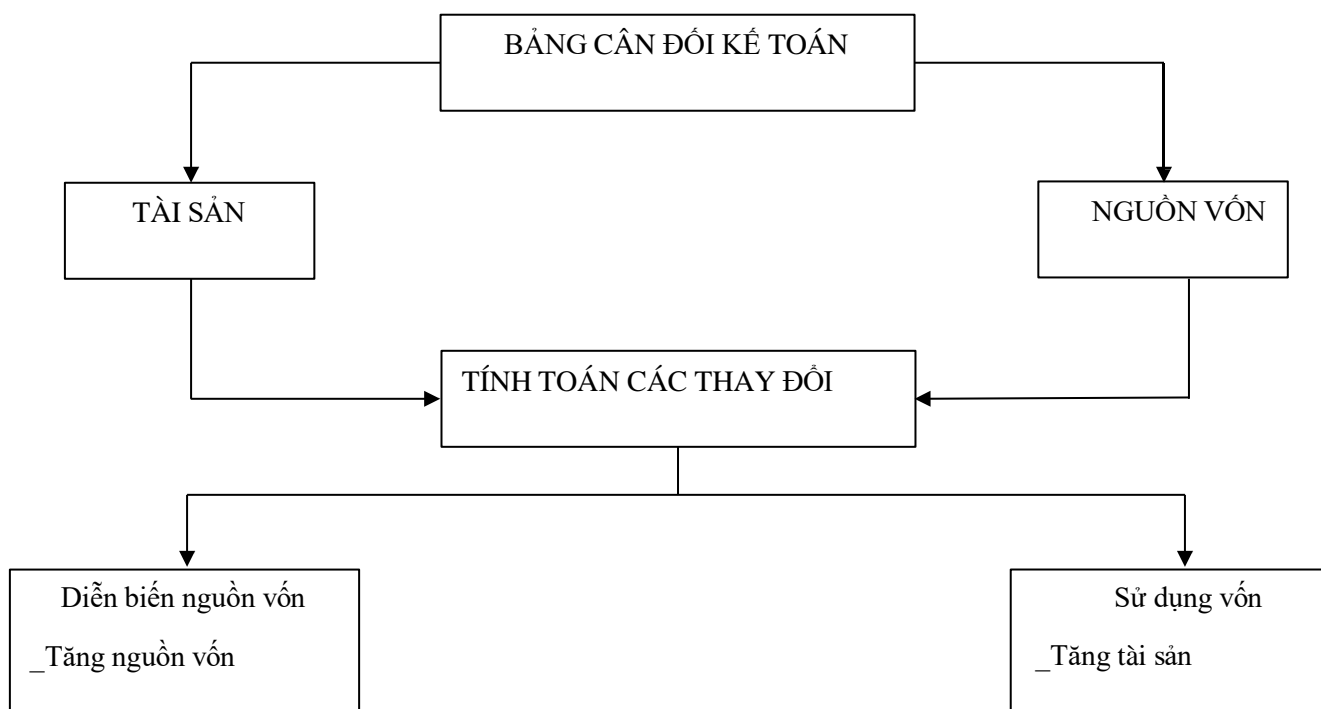 BẢNG CÂN ĐỐI KẾ TOÁN
TÀI SẢN
NGUỒN VỐN
TÍNH TOÁN CÁC THAY ĐỔI
Diễn biến nguồn vốn
_Tăng nguồn vốn
Sử dụng vốn
_Tăng tài sản